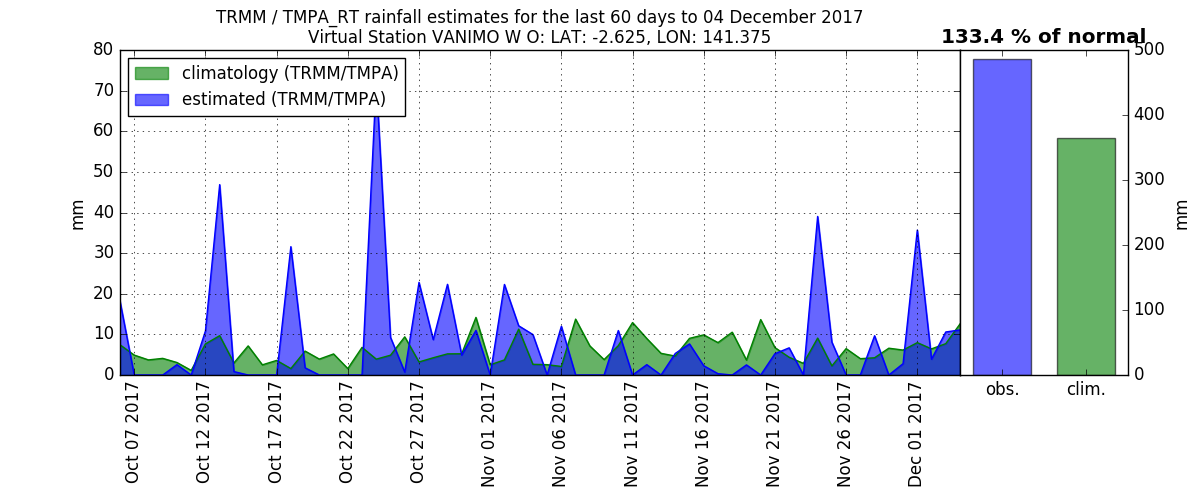 TRMM / TMPA_RT rainfall estimates for the last 60 days to 04 December 2017
Virtual Station VANIMO W O: LAT: -2.625, LON: 141.375
133.4 % of normal
climatology (TRMM/TMPA)
estimated (TRMM/TMPA)
mm
80
70
60
50
40
30
20
10
0
Oct 07 2017
Oct 12 2017
Oct 17 2017
Oct 22 2017
Oct 27 2017
Nov 01 2017
Nov 06 2017
Nov 11 2017
Nov 16 2017
Nov 21 2017
Nov 26 2017
Dec 01 2017
obs.
clim.
500
400
300
200
100
0
mm